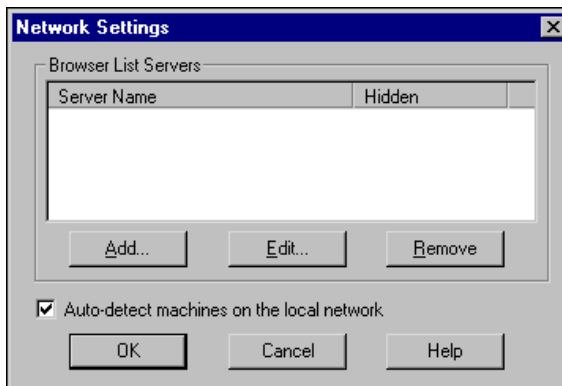 Network Settings
Browser List Servers
Server Name Hidden
Add... Edit... Remove
Auto-detect machines on the local network
OK Cancel Help